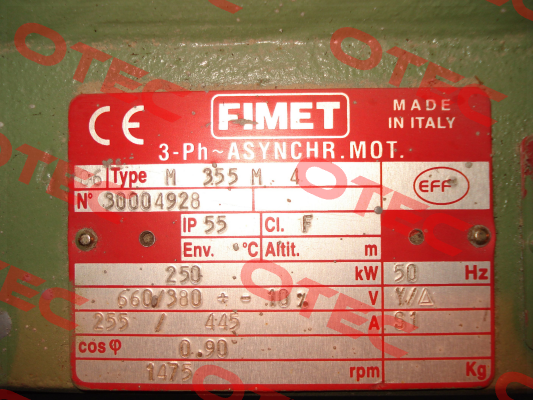 OTEC
CE
FIMET
MADE
IN ITALY
3-Ph~ASYNCHR.MOT.
Type M 355 M 4
EFF
N° 30004928
IP 55 Cl. F
Env. °C Altit. m
250 kW 50 Hz
660/380 + - 10% V Y/Δ
255 / 445 A S1
cos φ 0.90
1475 rpm Kg